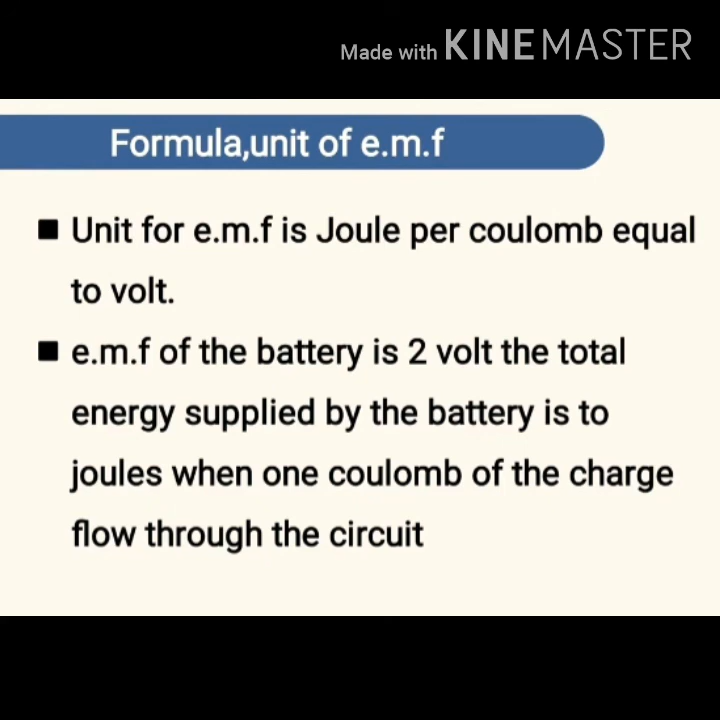 Made with KINEMASTER
Formula,unit of e.m.f
■ Unit for e.m.f is Joule per coulomb equal
to volt.
■ e.m.f of the battery is 2 volt the total
energy supplied by the battery is to
joules when one coulomb of the charge
flow through the circuit